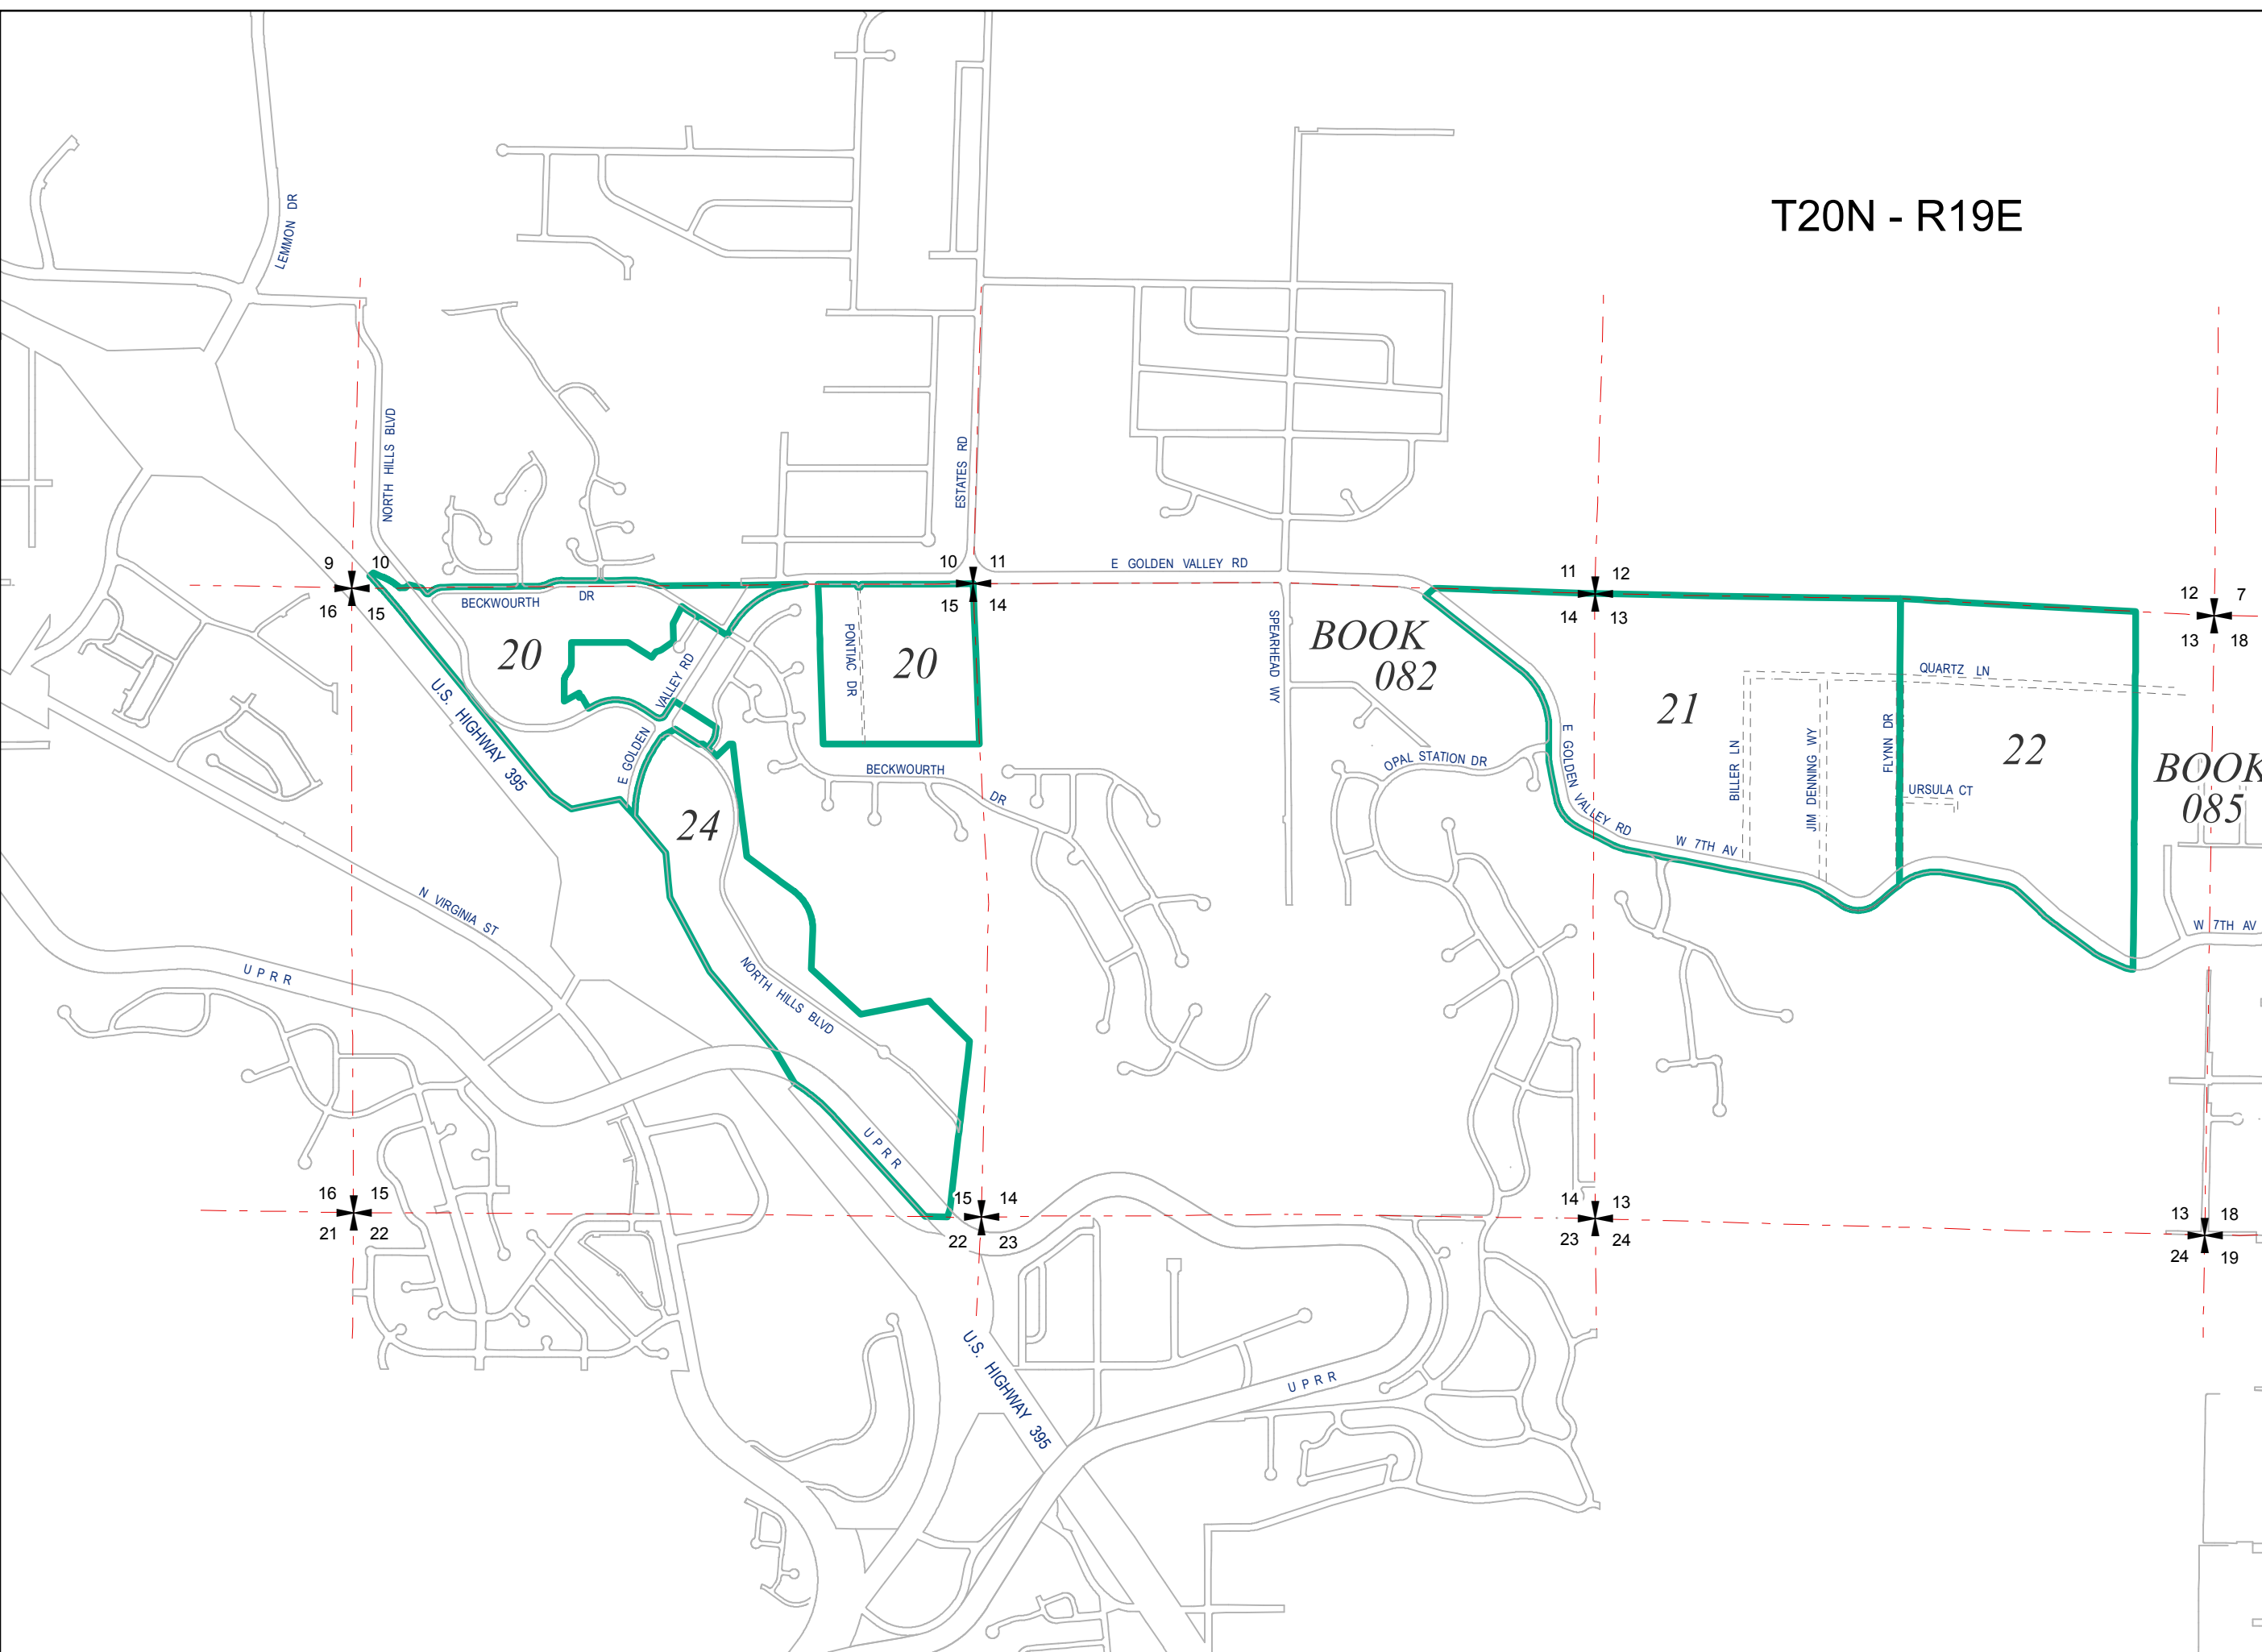 T20N - R19E
LEMMON DR
NORTH HILLS BLVD
ESTATES RD
E GOLDEN VALLEY RD
9 10
16 15
10 11
15 14
11 12
14 13
12 7
13 18
BECKWOURTH DR
20
PONTIAC DR
20
SPEARHEAD WY
BOOK
082
VALLEY RD
E GOLDEN
U.S. HIGHWAY 395
21
QUARTZ LN
FLYNN DR
22
BILLER LN
JIM DENNING WY
URSULA CT
BOOK
085
E GOLDEN VALLEY RD
OPAL STATION DR
BECKWOURTH DR
24
W 7TH AV
W 7TH AV
N VIRGINIA ST
UPRR
NORTH HILLS BLVD
UPRR
16 15
21 22
15 14
22 23
14 13
23 24
13 18
24 19
U.S. HIGHWAY 395
UPRR